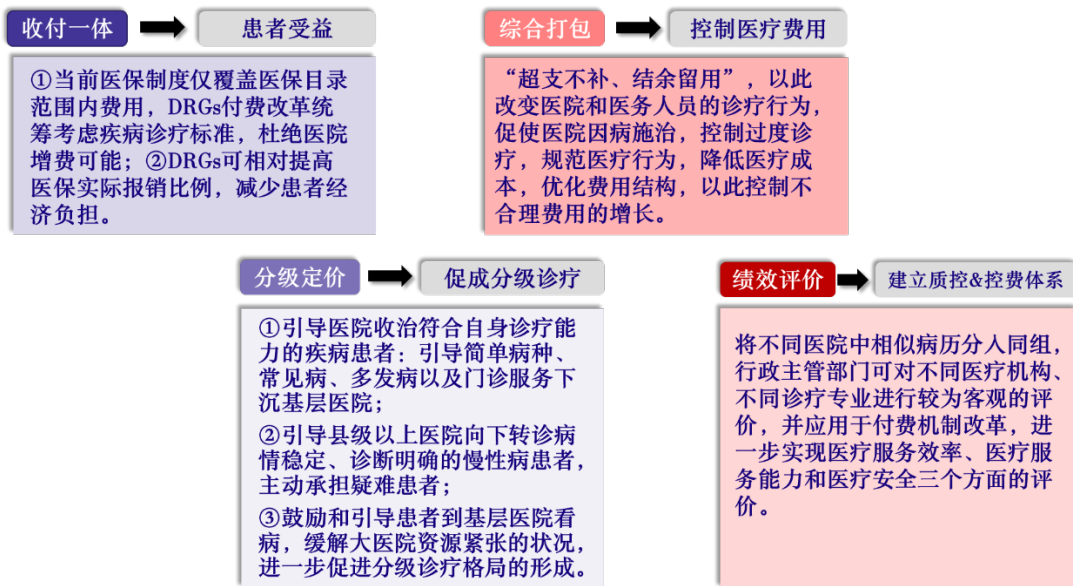 收付一体
患者受益
①当前医保制度仅覆盖医保目录
范围内费用，DRGs付费改革统
筹考虑疾病诊疗标准，杜绝医院
增费可能；②DRGs可相对提高
医保实际报销比例，减少患者经
济负担。
综合打包
控制医疗费用
“超支不补、结余留用”，以此
改变医院和医务人员的诊疗行为，
促使医院因病施治，控制过度诊
疗，规范医疗行为，降低医疗成
本，优化费用结构，以此控制不
合理费用的增长。
分级定价
促成分级诊疗
①引导医院收治符合自身诊疗能
力的疾病患者：引导简单病种、
常见病、多发病以及门诊服务下
沉基层医院；
②引导县级以上医院向下转诊病
情稳定、诊断明确的慢性病患者，
主动承担疑难患者；
③鼓励和引导患者到基层医院看
病，缓解大医院资源紧张的状况，
进一步促进分级诊疗格局的形成。
绩效评价
建立质控&控费体系
将不同医院中相似病历分入同组，
行政主管部门可对不同医疗机构、
不同诊疗专业进行较为客观的评
价，并应用于付费机制改革，进
一步实现医疗服务效率、医疗服
务能力和医疗安全三个方面的评
价。